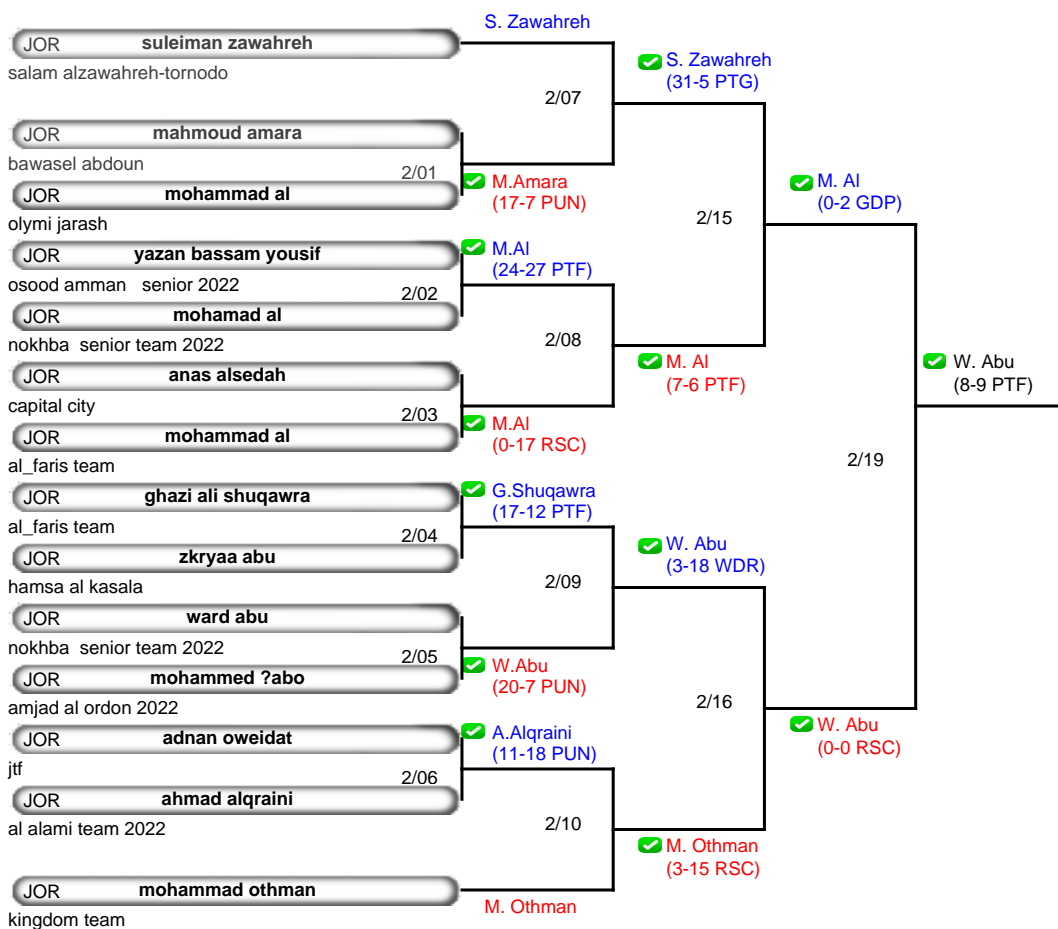 S. Zawahreh
JOR suleiman zawahreh
salam alzawahreh-tornodo
S. Zawahreh
(31-5 PTG)
2/07
JOR mahmoud amara
bawasel abdoun
2/01
JOR mohammad al
olymi jarash
M.Amara
(17-7 PUN)
M. Al
(0-2 GDP)
2/15
JOR yazan bassam yousif
osood amman senior 2022
M.Al
(24-27 PTF)
2/02
JOR mohamad al
nokhba senior team 2022
2/08
JOR anas alsedah
capital city
M. Al
(7-6 PTF)
W. Abu
(8-9 PTF)
2/03
JOR mohammad al
al_faris team
M.Al
(0-17 RSC)
2/19
JOR ghazi ali shuqawra
al_faris team
G.Shuqawra
(17-12 PTF)
2/04
JOR zkryaa abu
hamsa al kasala
W. Abu
(3-18 WDR)
2/09
JOR ward abu
nokhba senior team 2022
2/05
JOR mohammed ?abo
amjad al ordon 2022
W.Abu
(20-7 PUN)
2/16
JOR adnan oweidat
jtf
A.Alqraini
(11-18 PUN)
W. Abu
(0-0 RSC)
2/06
JOR ahmad alqraini
al alami team 2022
2/10
M. Othman
(3-15 RSC)
JOR mohammad othman
kingdom team
M. Othman